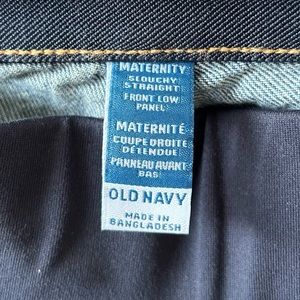 MATERNITY
SLOUCHY
STRAIGHT
FRONT LOW
PANEL
MATERNITÉ
COUPE DROITE
DÉTENDUE
PANNEAU AVANT
BAS
OLD NAVY
MADE IN
BANGLADESH